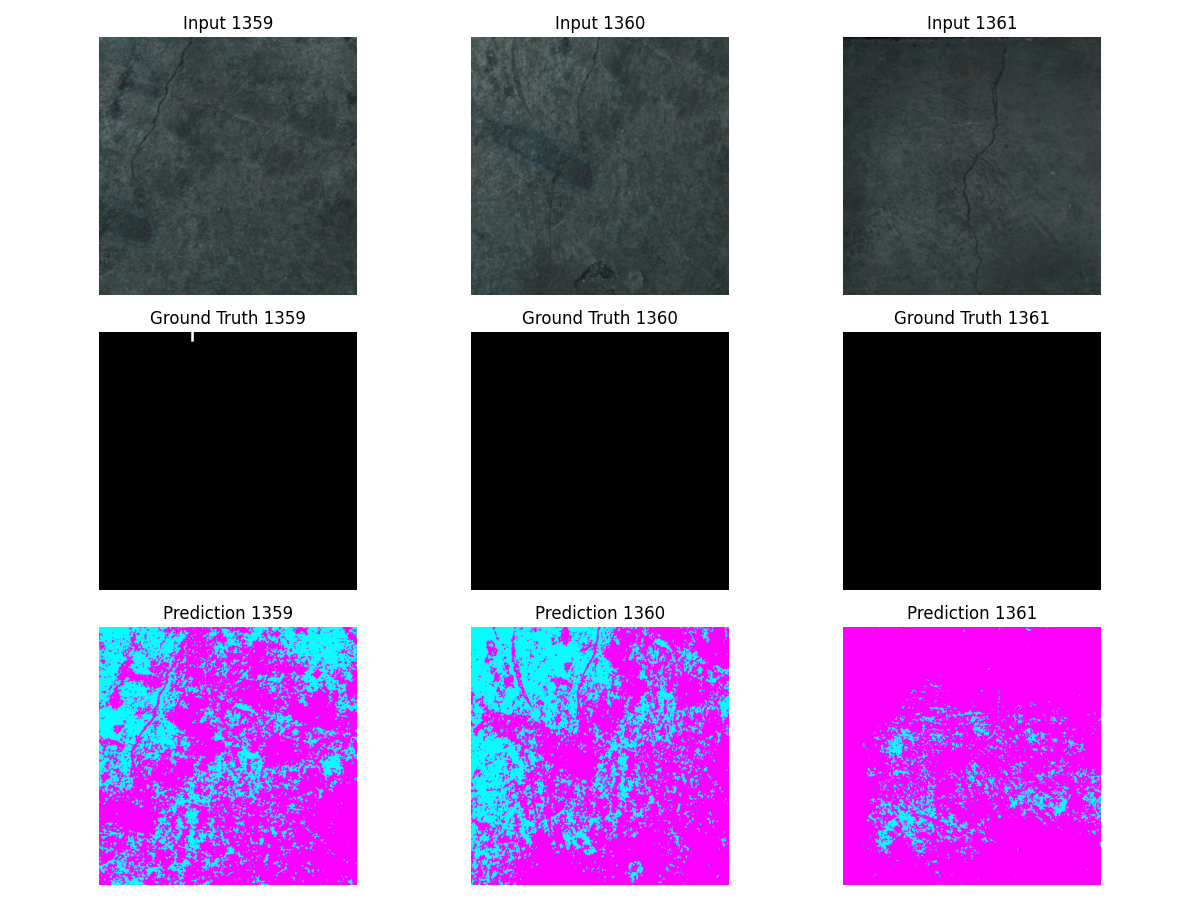 Input 1359
Input 1360
Input 1361
Ground Truth 1359
Ground Truth 1360
Ground Truth 1361
Prediction 1359
Prediction 1360
Prediction 1361